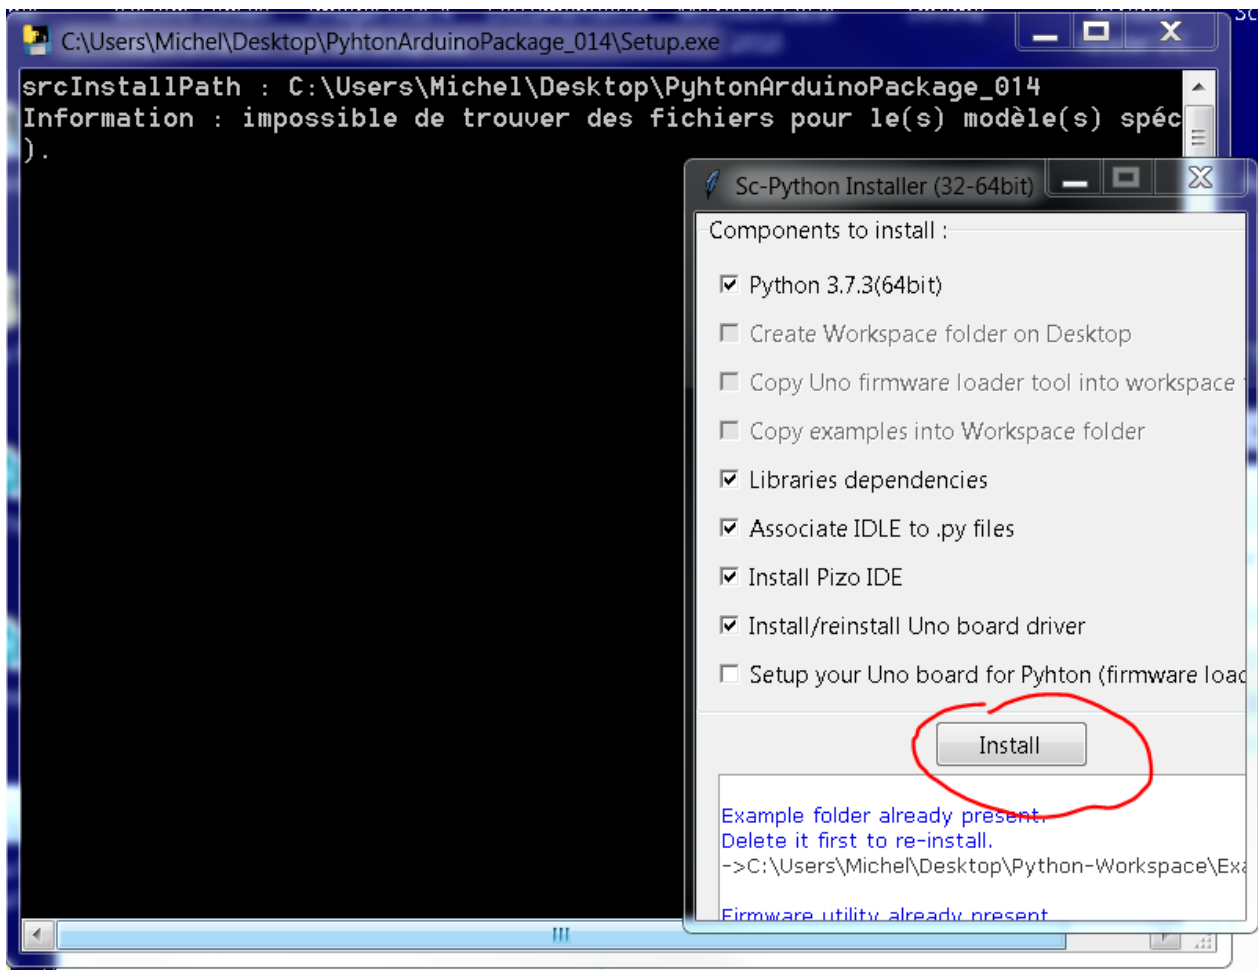 C:\Users\Michel\Desktop\PyhtonArduinoPackage_014\Setup.exe
srcInstallPath : C:\Users\Michel\Desktop\PyhtonArduinoPackage_014
Information : impossible de trouver des fichiers pour le(s) modèle(s) spéc
).
Sc-Python Installer (32-64bit)
Components to install :
Python 3.7.3(64bit)
Create Workspace folder on Desktop
Copy Uno firmware loader tool into workspace
Copy examples into Workspace folder
Libraries dependencies
Associate IDLE to .py files
Install Pizo IDE
Install/reinstall Uno board driver
Setup your Uno board for Pyhton (firmware load
Install
Example folder already present.
Delete it first to re-install.
->C:\Users\Michel\Desktop\Python-Workspace\Exa
Firmware utility already present